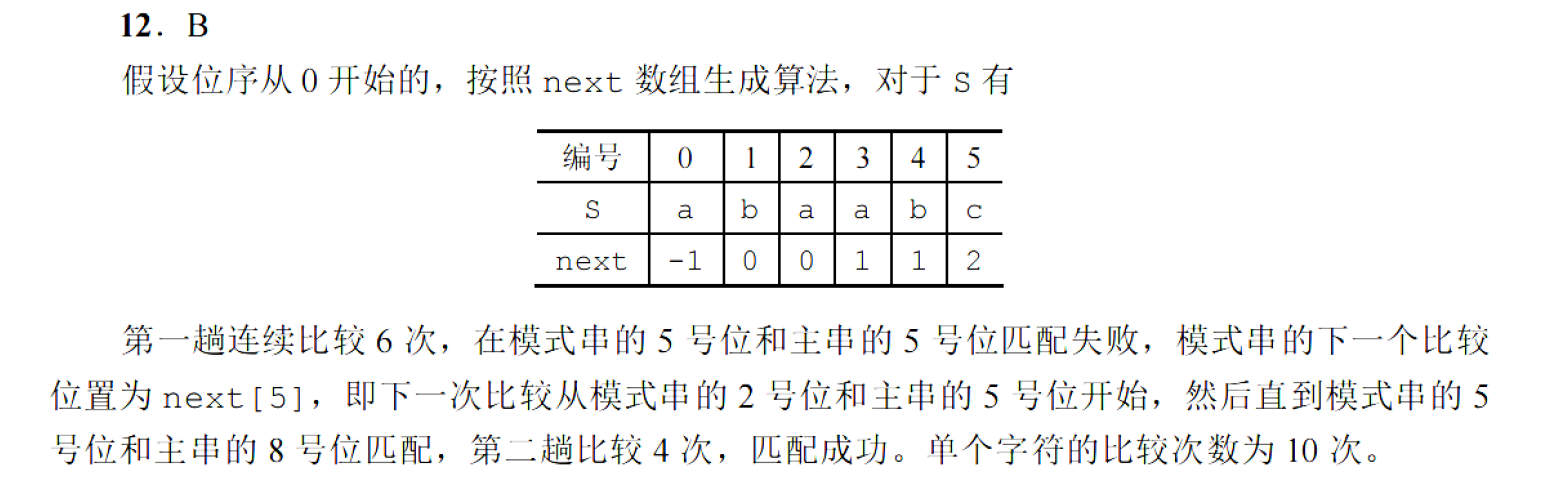 12．B
假设位序从 0 开始的，按照 next 数组生成算法，对于 S 有
编号 0 1 2 3 4 5
S a b a a b c
next -1 0 0 1 1 2
第一趟连续比较 6 次，在模式串的 5 号位和主串的 5 号位匹配失败，模式串的下一个比较
位置为 next[5]，即下一次比较从模式串的 2 号位和主串的 5 号位开始，然后直到模式串的 5
号位和主串的 8 号位匹配，第二趟比较 4 次，匹配成功。单个字符的比较次数为 10 次。